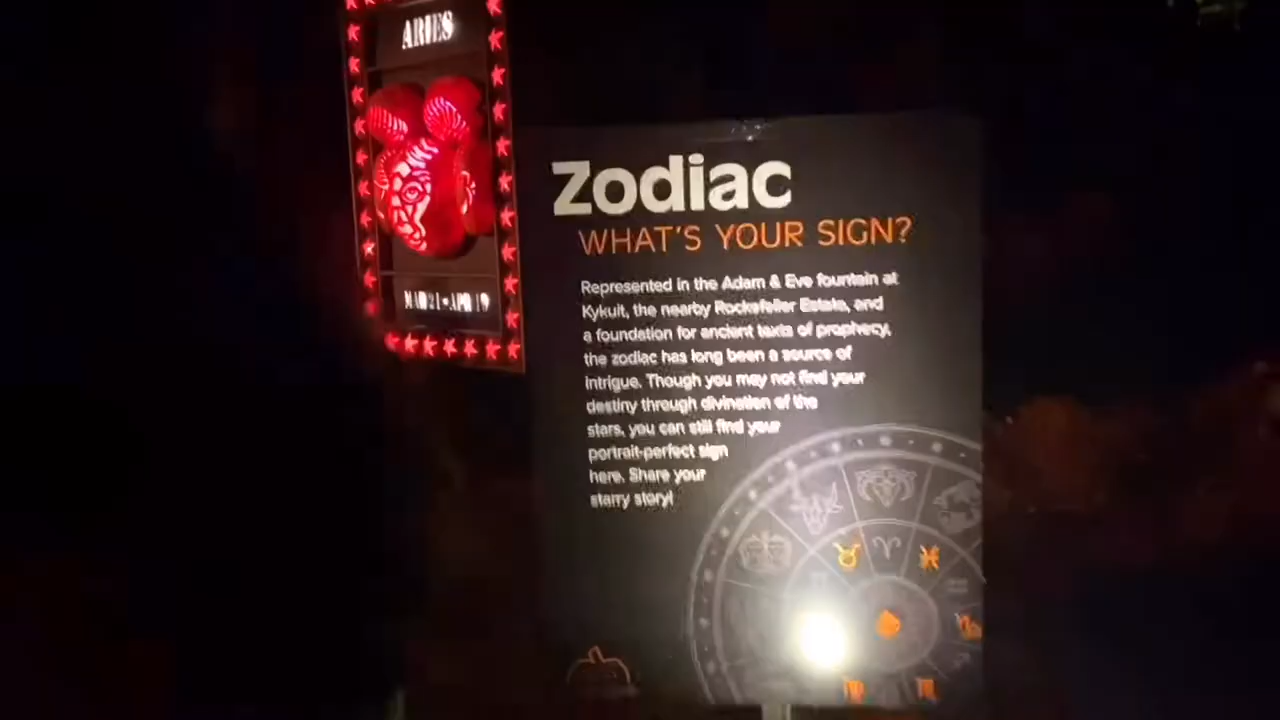 ARIES
MAR 21 • APR 19
Zodiac
WHAT'S YOUR SIGN?
Represented in the Adam & Eve fountain at
Kykuit, the nearby Rockefeller Estate, and
a foundation for ancient texts of prophecy,
the zodiac has long been a source of
intrigue. Though you may not find your
destiny through divination of the
stars, you can still find your
portrait-perfect sign
here. Share your
starry story!